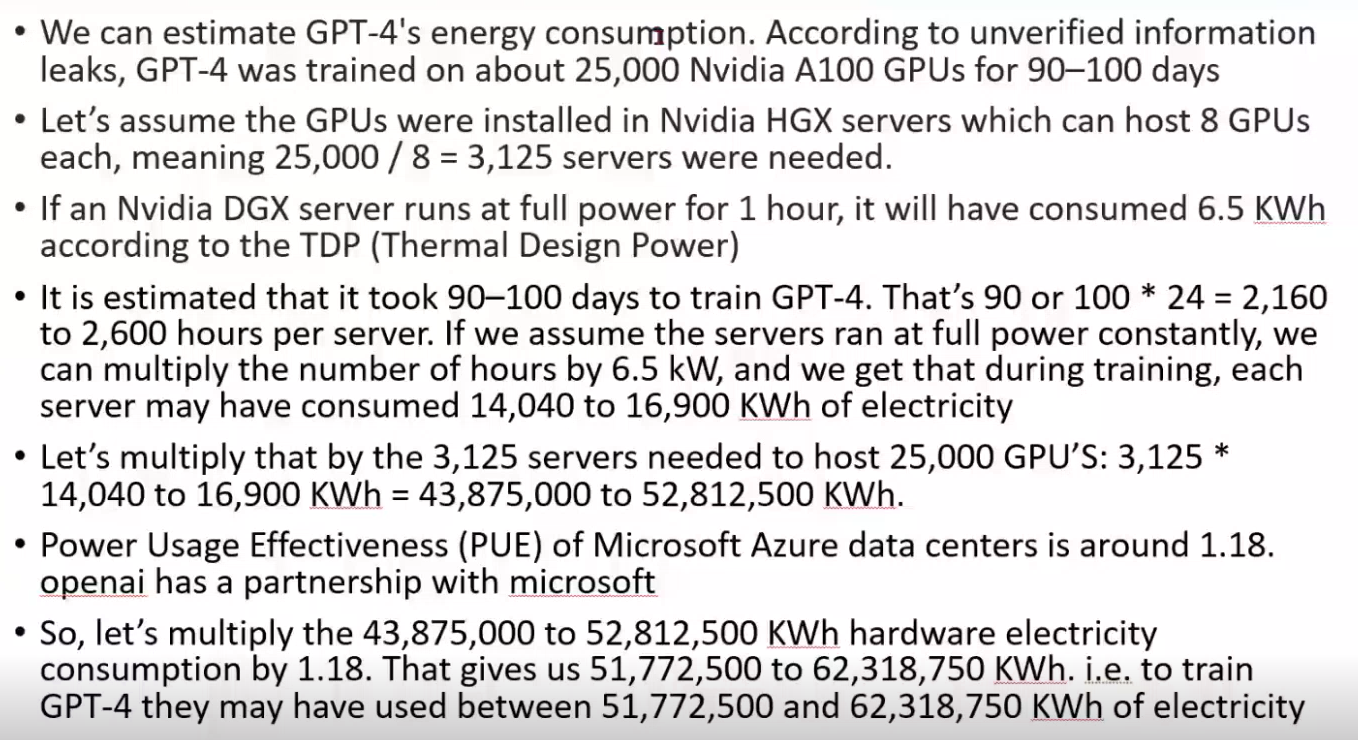 • We can estimate GPT-4's energy consumption. According to unverified information
leaks, GPT-4 was trained on about 25,000 Nvidia A100 GPUs for 90–100 days
• Let’s assume the GPUs were installed in Nvidia HGX servers which can host 8 GPUs
each, meaning 25,000 / 8 = 3,125 servers were needed.
• If an Nvidia DGX server runs at full power for 1 hour, it will have consumed 6.5 KWh
according to the TDP (Thermal Design Power)
• It is estimated that it took 90–100 days to train GPT-4. That’s 90 or 100 * 24 = 2,160
to 2,600 hours per server. If we assume the servers ran at full power constantly, we
can multiply the number of hours by 6.5 kW, and we get that during training, each
server may have consumed 14,040 to 16,900 KWh of electricity
• Let’s multiply that by the 3,125 servers needed to host 25,000 GPU’S: 3,125 *
14,040 to 16,900 KWh = 43,875,000 to 52,812,500 KWh.
• Power Usage Effectiveness (PUE) of Microsoft Azure data centers is around 1.18.
openai has a partnership with microsoft
• So, let’s multiply the 43,875,000 to 52,812,500 KWh hardware electricity
consumption by 1.18. That gives us 51,772,500 to 62,318,750 KWh. i.e. to train
GPT-4 they may have used between 51,772,500 and 62,318,750 KWh of electricity